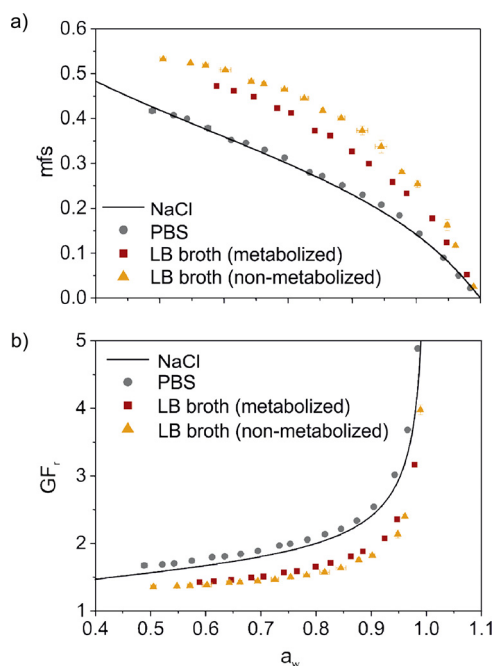 a)
0.6
0.5
0.4
0.3
0.2
0.1
0.0
mfs
NaCl
PBS
LB broth (metabolized)
LB broth (non-metabolized)
b)
5
4
3
2
1
GFr
NaCl
PBS
LB broth (metabolized)
LB broth (non-metabolized)
0.4 0.5 0.6 0.7 0.8 0.9 1.0 1.1
aw